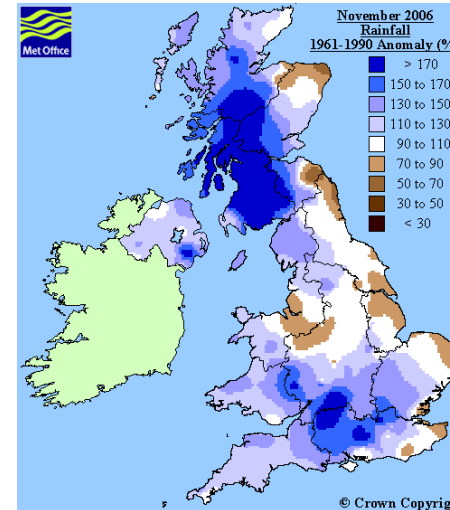 Met Office
November 2006
Rainfall
1961-1990 Anomaly (%
> 170
150 to 170
130 to 150
110 to 130
90 to 110
70 to 90
50 to 70
30 to 50
< 30
© Crown Copyrig